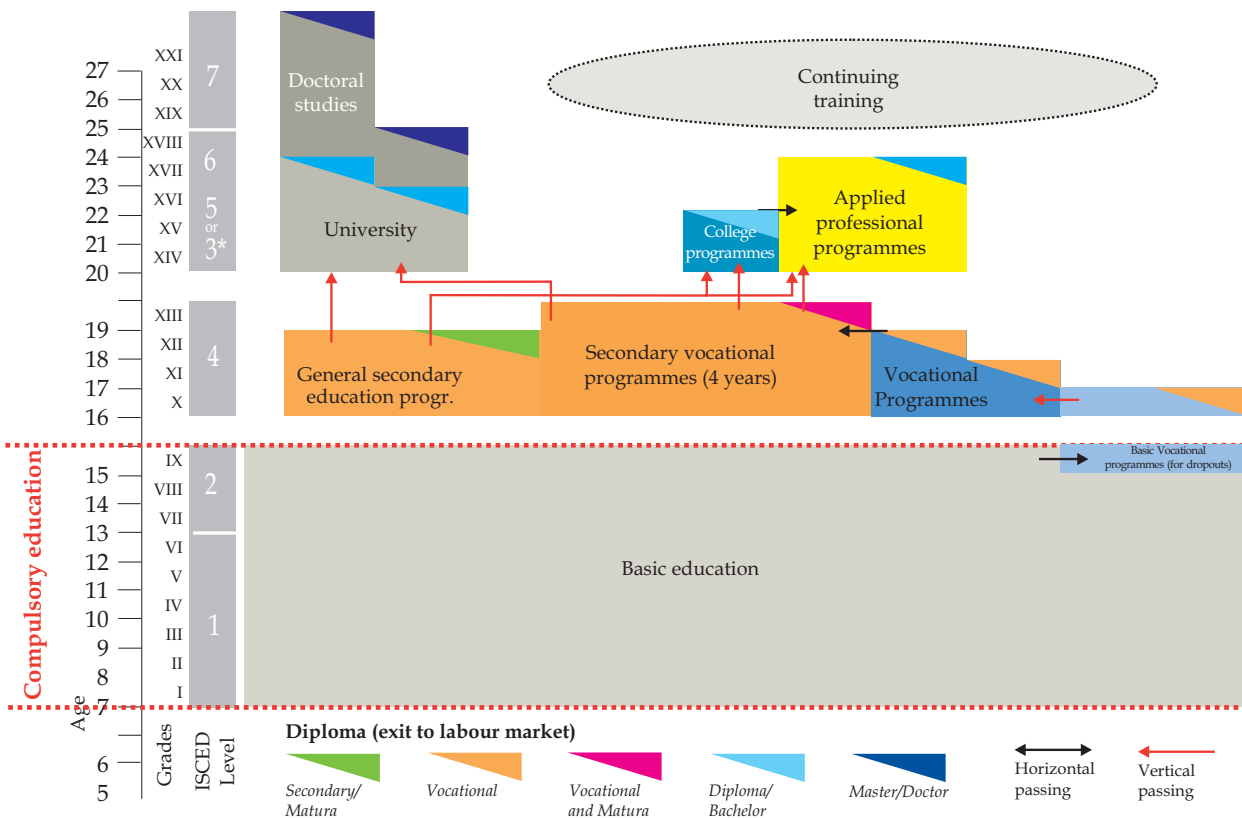 27
26
25
24
23
22
21
20
19
18
17
16
15
14
13
12
11
10
9
8
7
6
5
Age
Compulsory education
XXI
XX
XIX
XVIII
XVII
XVI
XV
XIV
XIII
XII
XI
X
IX
VIII
VII
VI
V
IV
III
II
I
Grades
7
6
5
or
3*
4
2
1
ISCED
Level
Doctoral
studies
Continuing
training
University
College
programmes
Applied
professional
programmes
General secondary
education progr.
Secondary vocational
programmes (4 years)
Vocational
Programmes
Basic Vocational
programmes (for dropouts)
Basic education
Diploma (exit to labour market)
Secondary/
Matura
Vocational
Vocational
and Matura
Diploma/
Bachelor
Master/Doctor
Horizontal
passing
Vertical
passing